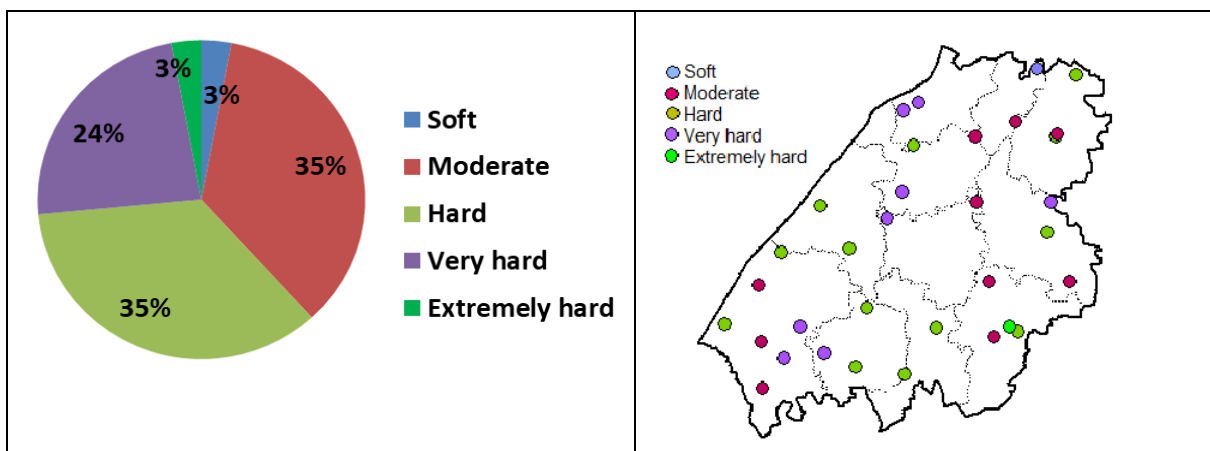 3%
3%
24%
35%
35%
Soft
Moderate
Hard
Very hard
Extremely hard
Soft
Moderate
Hard
Very hard
Extremely hard